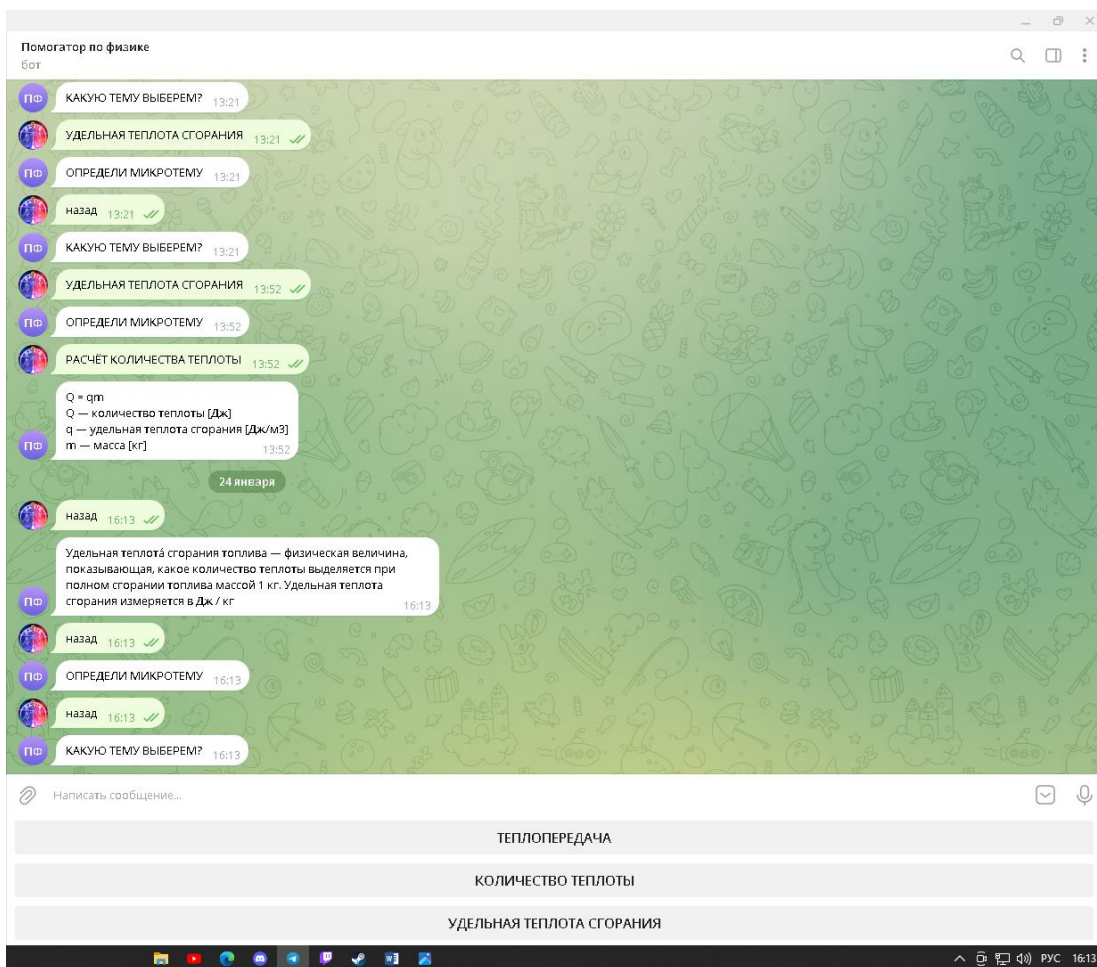 Помогатор по физике
бот
ПФ
КАКУЮ ТЕМУ ВЫБЕРЕМ? 13:21
УДЕЛЬНАЯ ТЕПЛОТА СГОРАНИЯ 13:21
ПФ
ОПРЕДЕЛИ МИКРОТЕМУ 13:21
назад 13:21
ПФ
КАКУЮ ТЕМУ ВЫБЕРЕМ? 13:21
УДЕЛЬНАЯ ТЕПЛОТА СГОРАНИЯ 13:52
ПФ
ОПРЕДЕЛИ МИКРОТЕМУ 13:52
РАСЧЁТ КОЛИЧЕСТВА ТЕПЛОТЫ 13:52
Q = qm
Q — количество теплоты [Дж]
q — удельная теплота сгорания [Дж/м3]
ПФ
m — масса [кг] 13:52
24 января
назад 16:13
Удельная теплота́ сгорания топлива — физическая величина,
показывающая, какое количество теплоты выделяется при
полном сгорании топлива массой 1 кг. Удельная теплота
ПФ
сгорания измеряется в Дж / кг 16:13
назад 16:13
ПФ
ОПРЕДЕЛИ МИКРОТЕМУ 16:13
назад 16:13
ПФ
КАКУЮ ТЕМУ ВЫБЕРЕМ? 16:13
Написать сообщение...
ТЕПЛОПЕРЕДАЧА
КОЛИЧЕСТВО ТЕПЛОТЫ
УДЕЛЬНАЯ ТЕПЛОТА СГОРАНИЯ
РУС 16:13